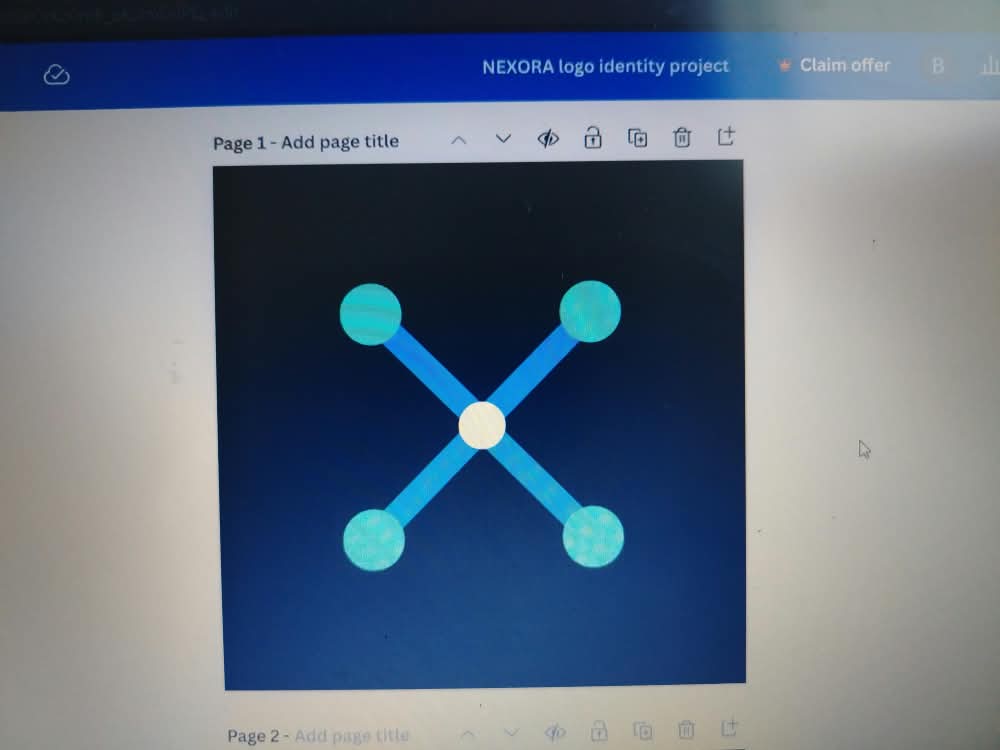 NEXORA logo identity project
Claim offer
B
Page 1 - Add page title
Page 2 - Add page title